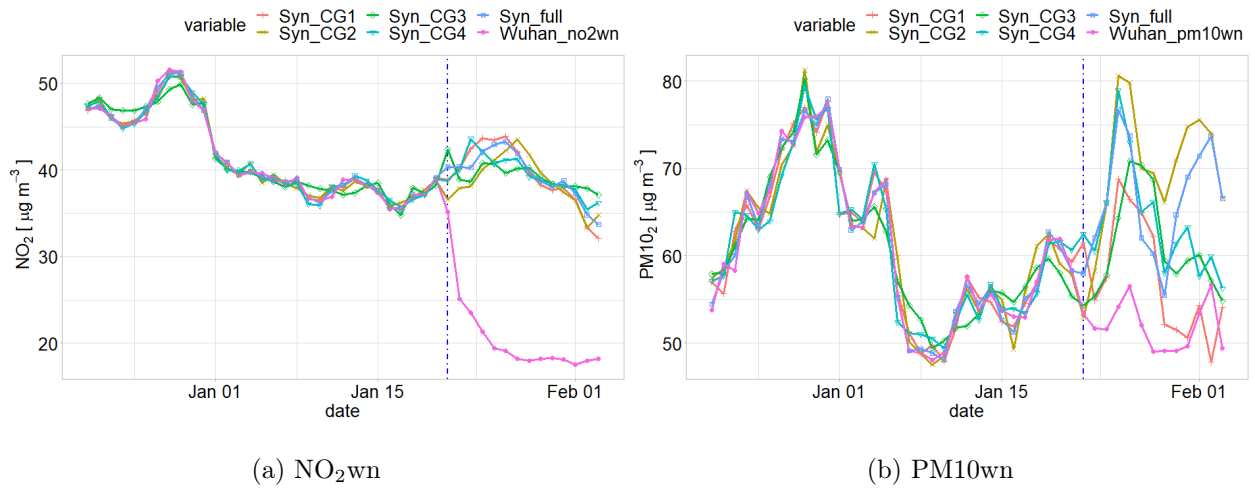 variable Syn_CG1 Syn_CG3 Syn_full
Syn_CG2 Syn_CG4 Wuhan_no2wn
50
40
30
20
NO₂ [ µg m⁻³ ]
Jan 01 Jan 15 Feb 01
date
(a) NO₂wn
variable Syn_CG1 Syn_CG3 Syn_full
Syn_CG2 Syn_CG4 Wuhan_pm10wn
80
70
60
50
PM10₂ [ µg m⁻³ ]
Jan 01 Jan 15 Feb 01
date
(b) PM10wn